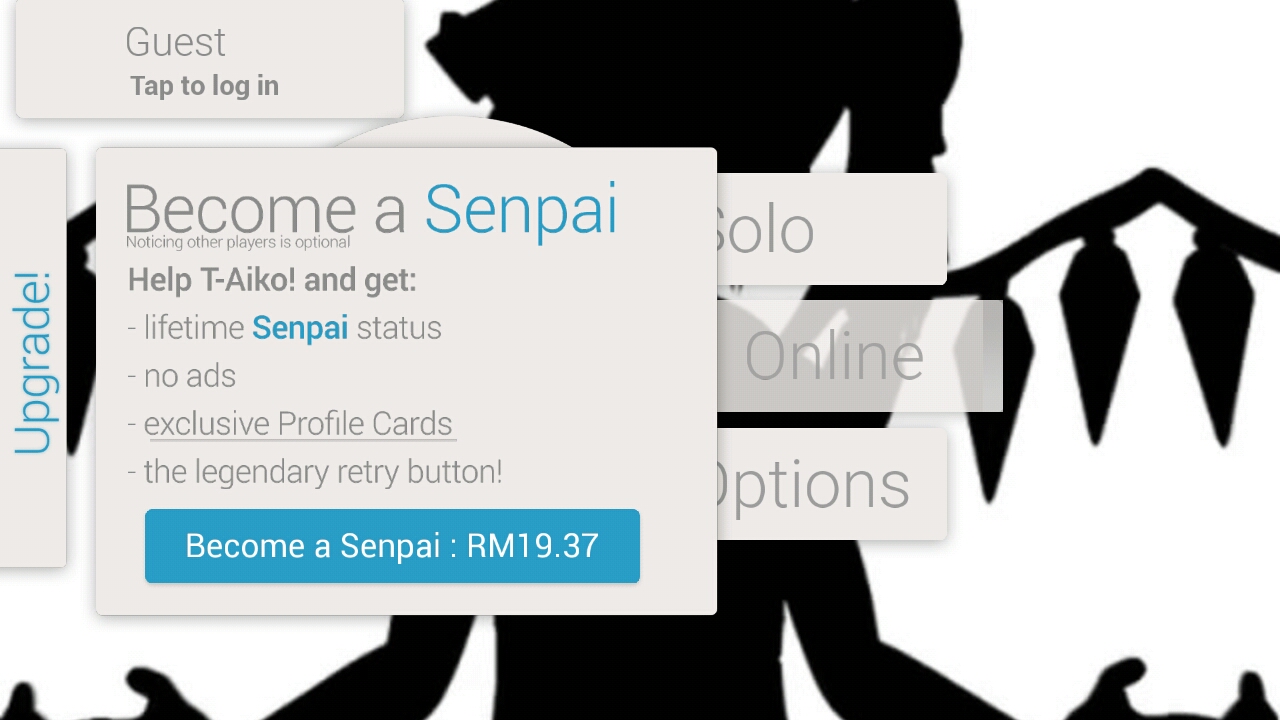 Guest
Tap to log in
Upgrade!
Become a Senpai
Noticing other players is optional
Help T-Aiko! and get:
- lifetime Senpai status
- no ads
- exclusive Profile Cards
- the legendary retry button!
Become a Senpai : RM19.37
Solo
Online
Options